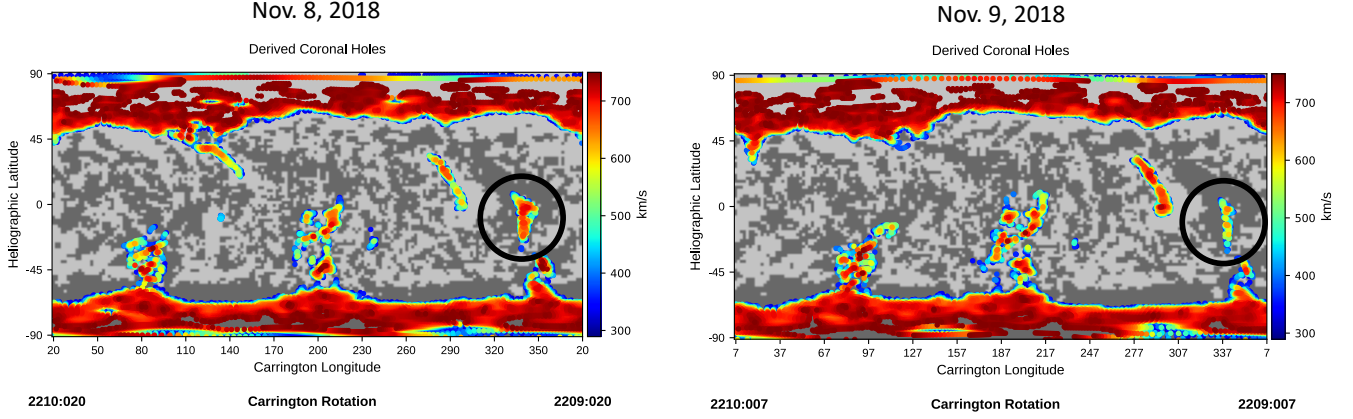 Nov. 8, 2018
Derived Coronal Holes
90
45
0
-45
-90
Heliographic Latitude
20 50 80 110 140 170 200 230 260 290 320 350 20
Carrington Longitude
700
600
500
400
300
km/s
2210:020 Carrington Rotation 2209:020
Nov. 9, 2018
Derived Coronal Holes
90
45
0
-45
-90
Heliographic Latitude
7 37 67 97 127 157 187 217 247 277 307 337 7
Carrington Longitude
700
600
500
400
300
km/s
2210:007 Carrington Rotation 2209:007